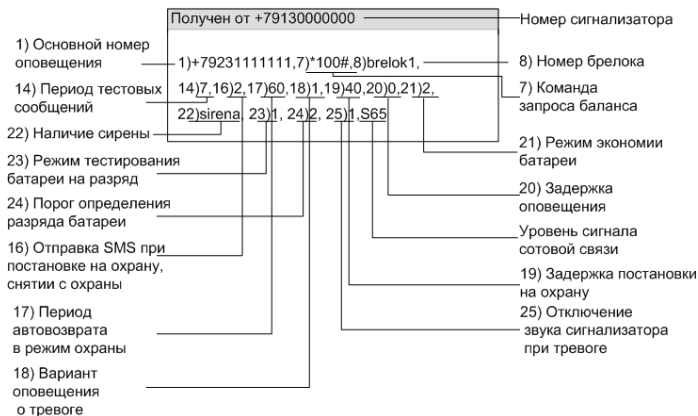 Получен от +79130000000
Номер сигнализатора
1) Основной номер
оповещения
1)+79231111111,7)*100#,8)brelok1,
14)7,16)2,17)60,18)1,19)40,20)0,21)2,
22)sirena, 23)1, 24)2, 25)1,S65
14) Период тестовых
сообщений
22) Наличие сирены
23) Режим тестирования
батареи на разряд
24) Порог определения
разряда батареи
16) Отправка SMS при
постановке на охрану,
снятии с охраны
17) Период
автовозврата
в режим охраны
18) Вариант
оповещения
о тревоге
8) Номер брелока
7) Команда
запроса баланса
21) Режим экономии
батареи
20) Задержка
оповещения
Уровень сигнала
сотовой связи
19) Задержка постановки
на охрану
25) Отключение
звука сигнализатора
при тревоге